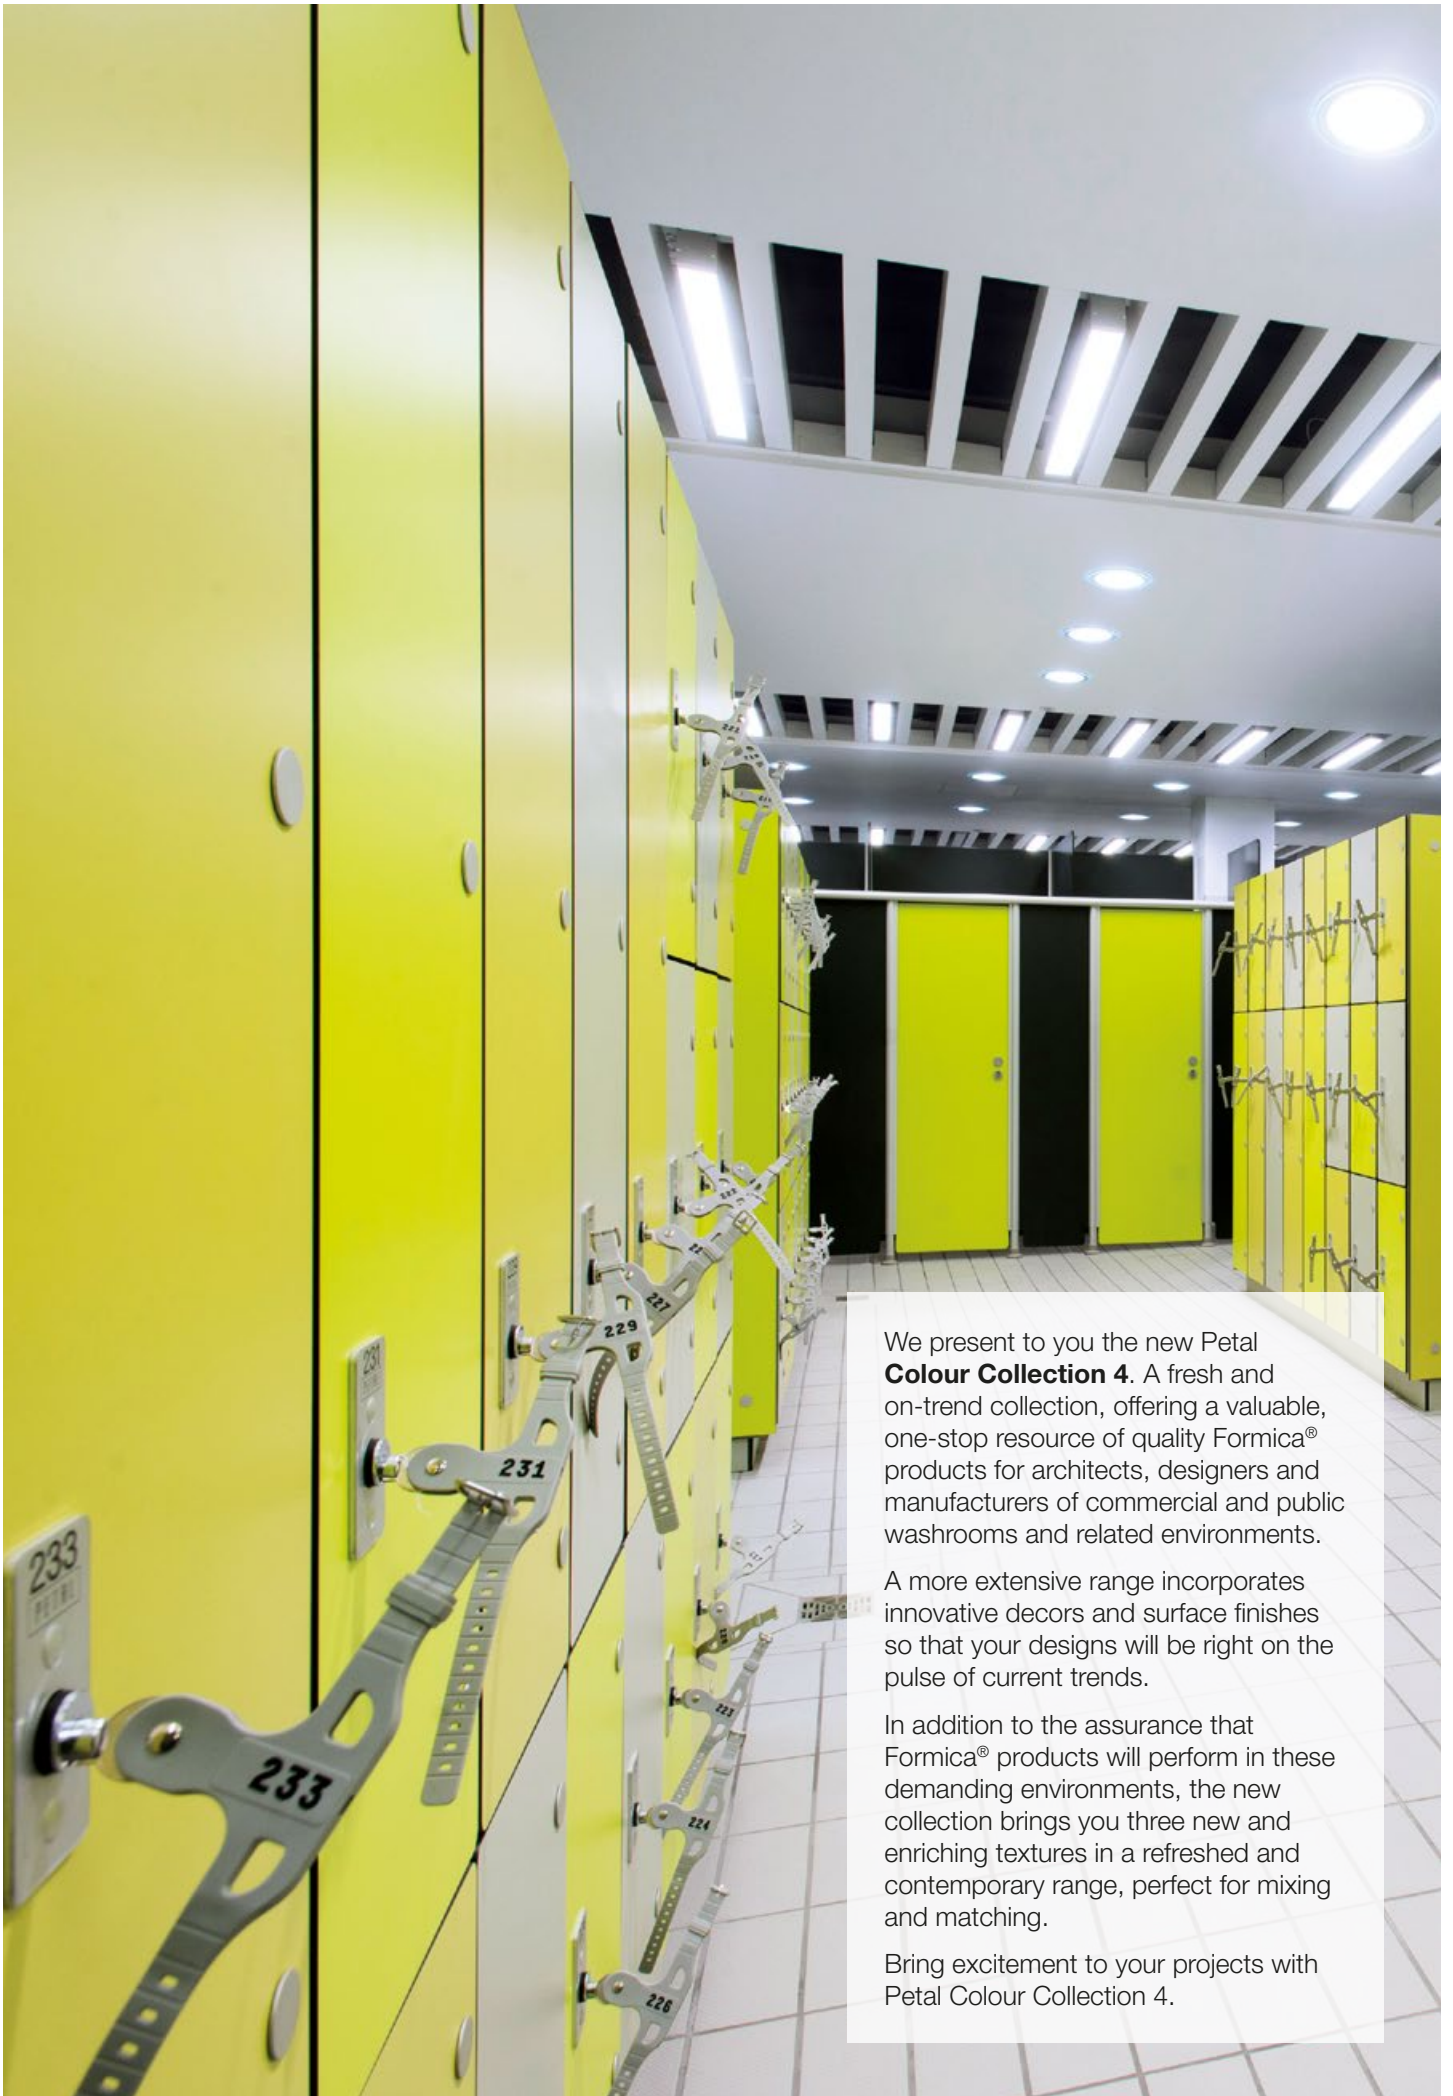 222
229
227
229
231
231
233
PETAL
233
223
224
226
We present to you the new Petal
Colour Collection 4. A fresh and
on-trend collection, offering a valuable,
one-stop resource of quality Formica®
products for architects, designers and
manufacturers of commercial and public
washrooms and related environments.
A more extensive range incorporates
innovative decors and surface finishes
so that your designs will be right on the
pulse of current trends.
In addition to the assurance that
Formica® products will perform in these
demanding environments, the new
collection brings you three new and
enriching textures in a refreshed and
contemporary range, perfect for mixing
and matching.
Bring excitement to your projects with
Petal Colour Collection 4.